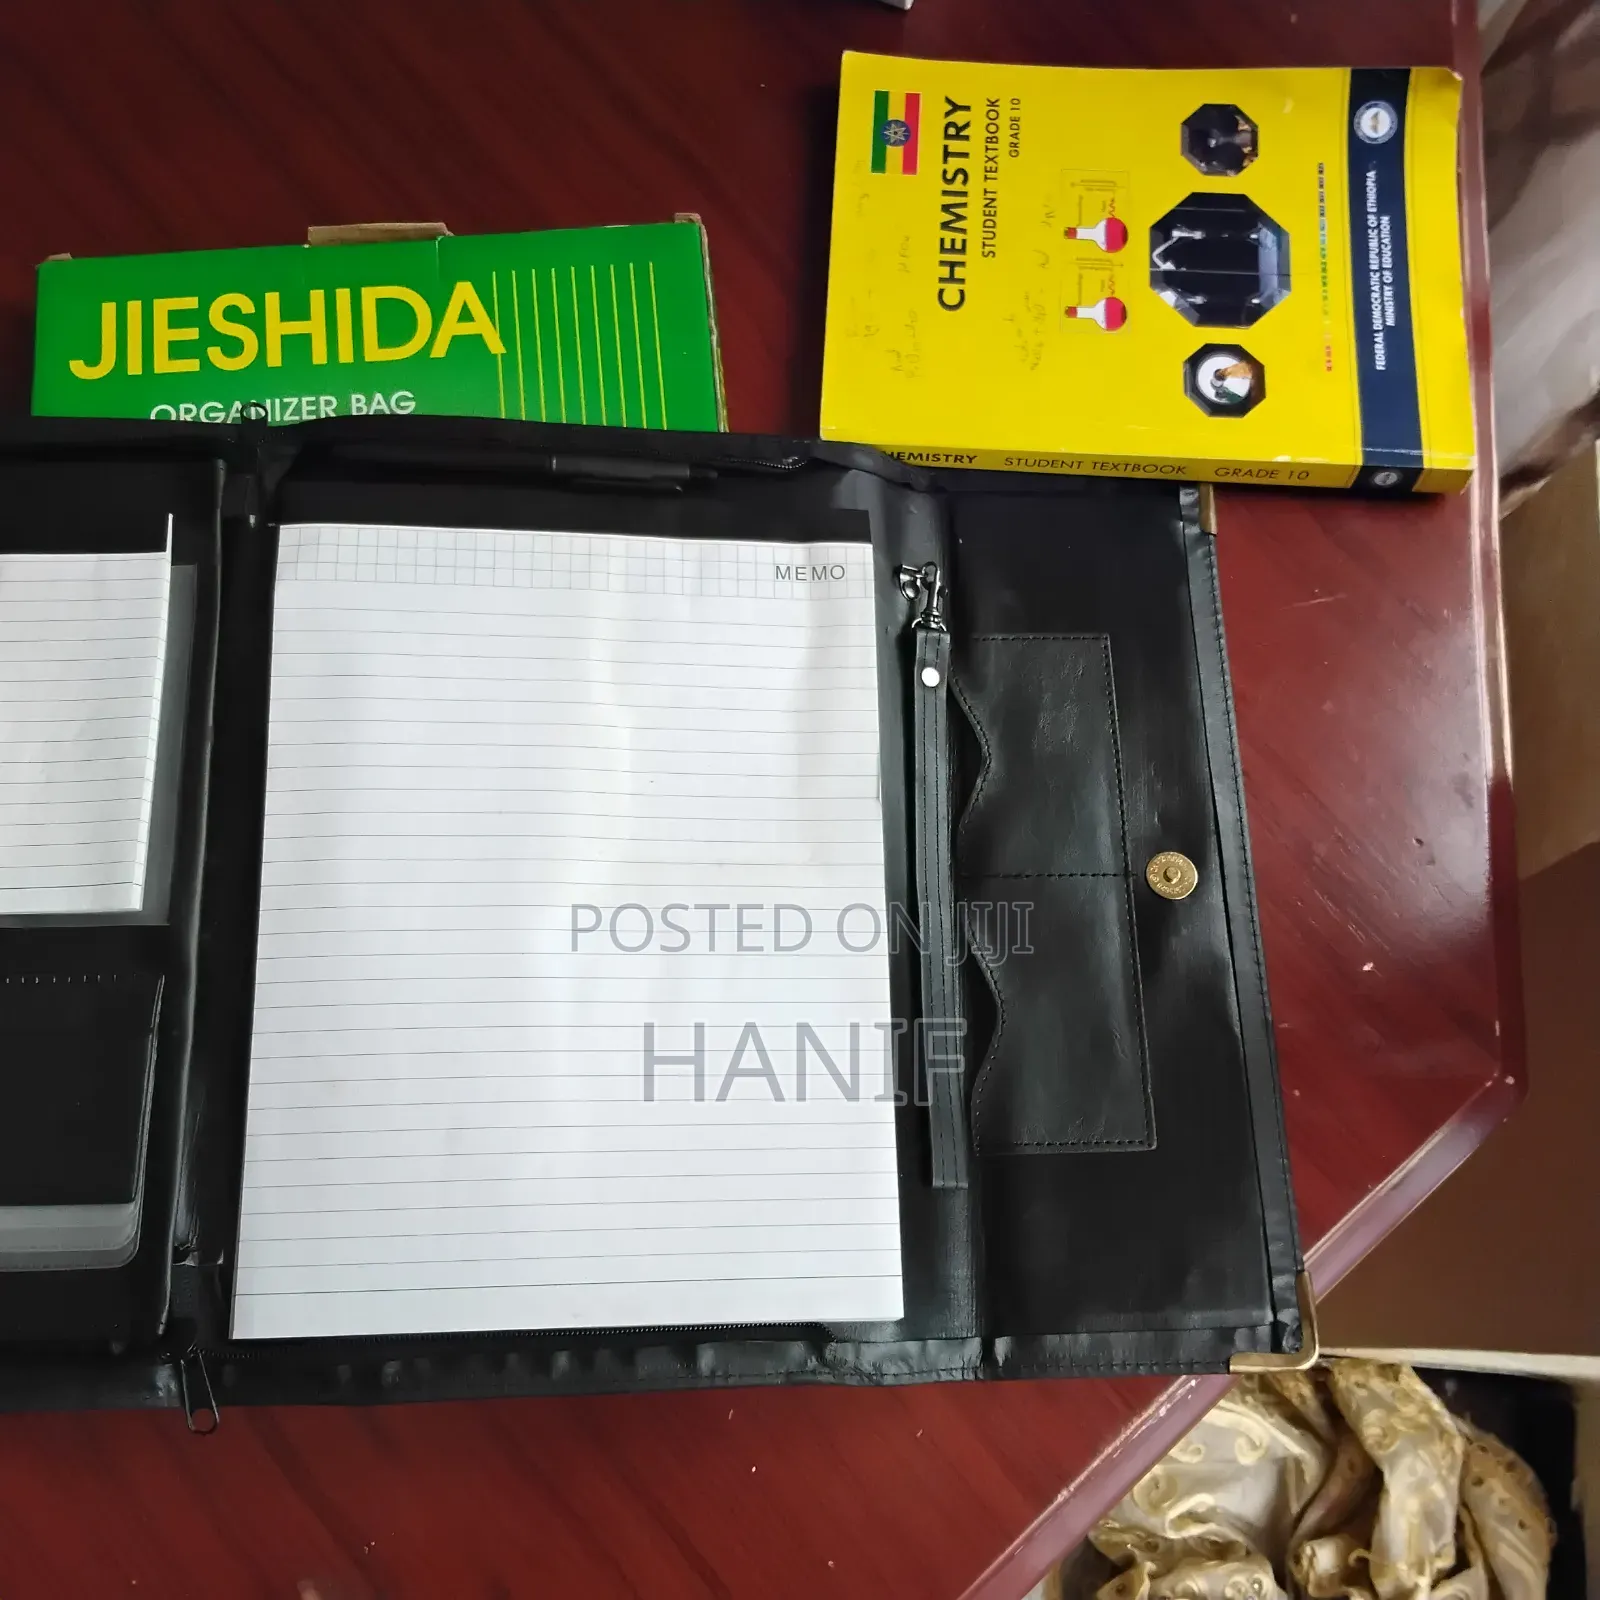 JIESHIDA
ORGANIZER BAG
CHEMISTRY
STUDENT TEXTBOOK
GRADE 10
FEDERAL DEMOCRATIC REPUBLIC OF ETHIOPIA
MINISTRY OF EDUCATION
HEMISTRY STUDENT TEXTBOOK GRADE 10
MEMO
POSTED ON JIJI
HANIF